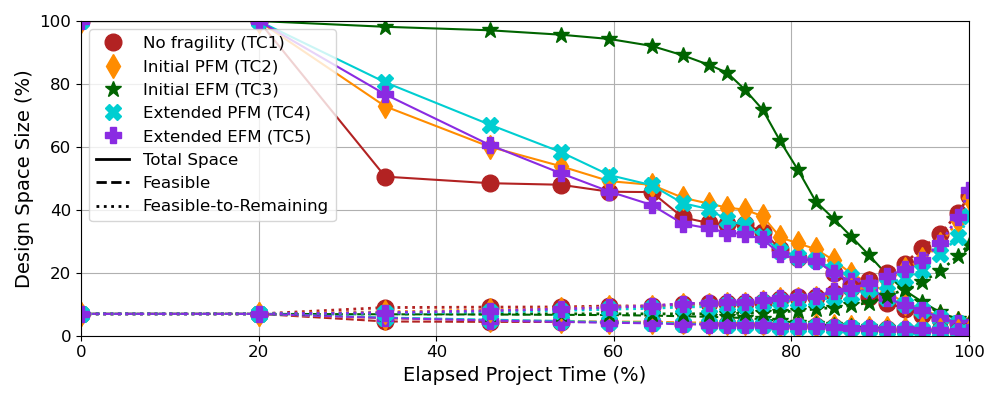 100
80
60
40
20
0
Design Space Size (%)
No fragility (TC1)
Initial PFM (TC2)
Initial EFM (TC3)
Extended PFM (TC4)
Extended EFM (TC5)
Total Space
Feasible
Feasible-to-Remaining
0 20 40 60 80 100
Elapsed Project Time (%)